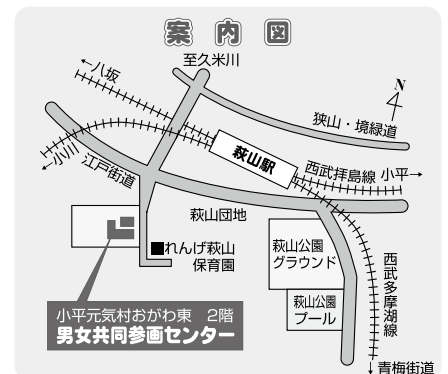 案内図
至久米川
←八坂
N
狭山・境緑道
萩山駅
←小川
江戸街道
西武拝島線 小平→
萩山団地
■れんげ萩山
保育園
萩山公園
グラウンド
萩山公園
プール
西武多摩湖線
小平元気村おがわ東 2階
男女共同参画センター
↓青梅街道